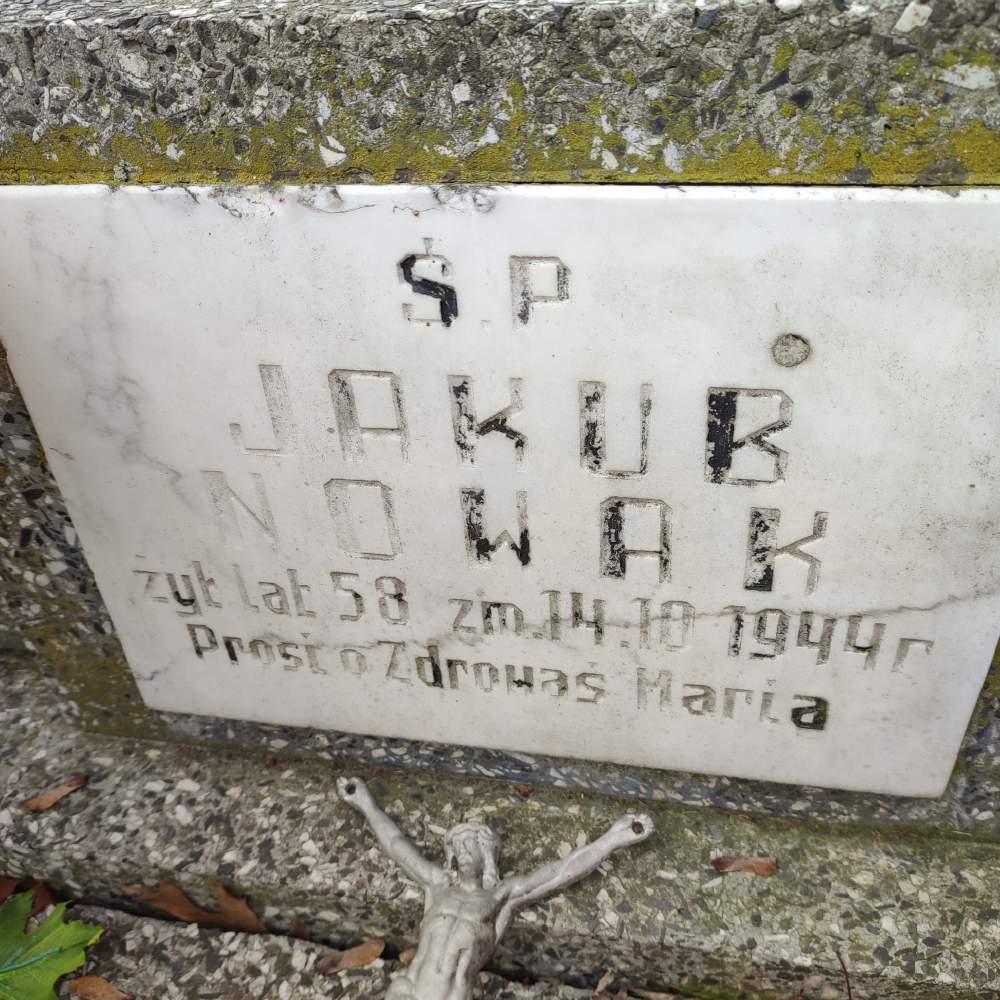 Ś.P
JAKUB
NOWAK
żył lat 58 zm.14.10 1944r
Prosi o Zdrowaś Maria